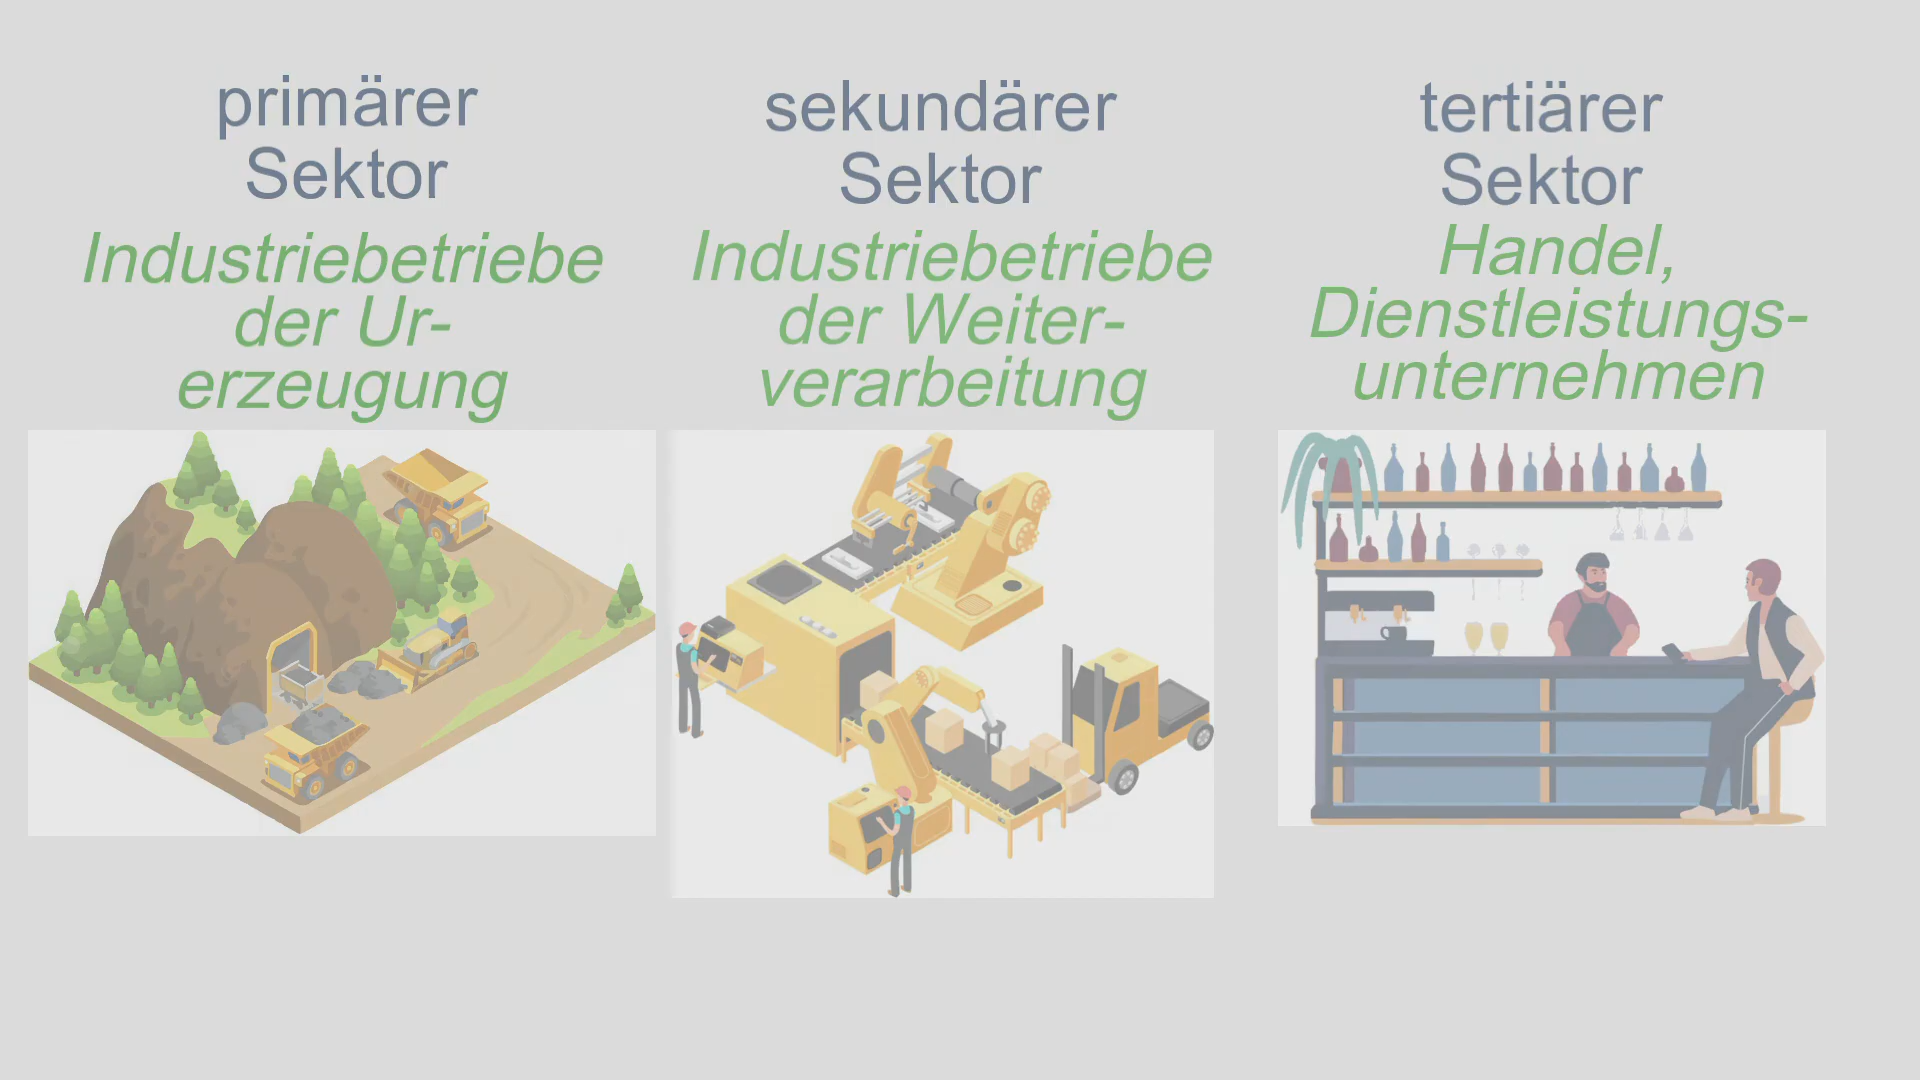 primärer
Sektor
Industriebetriebe
der Ur-
erzeugung
sekundärer
Sektor
Industriebetriebe
der Weiter-
verarbeitung
tertiärer
Sektor
Handel,
Dienstleistungs-
unternehmen